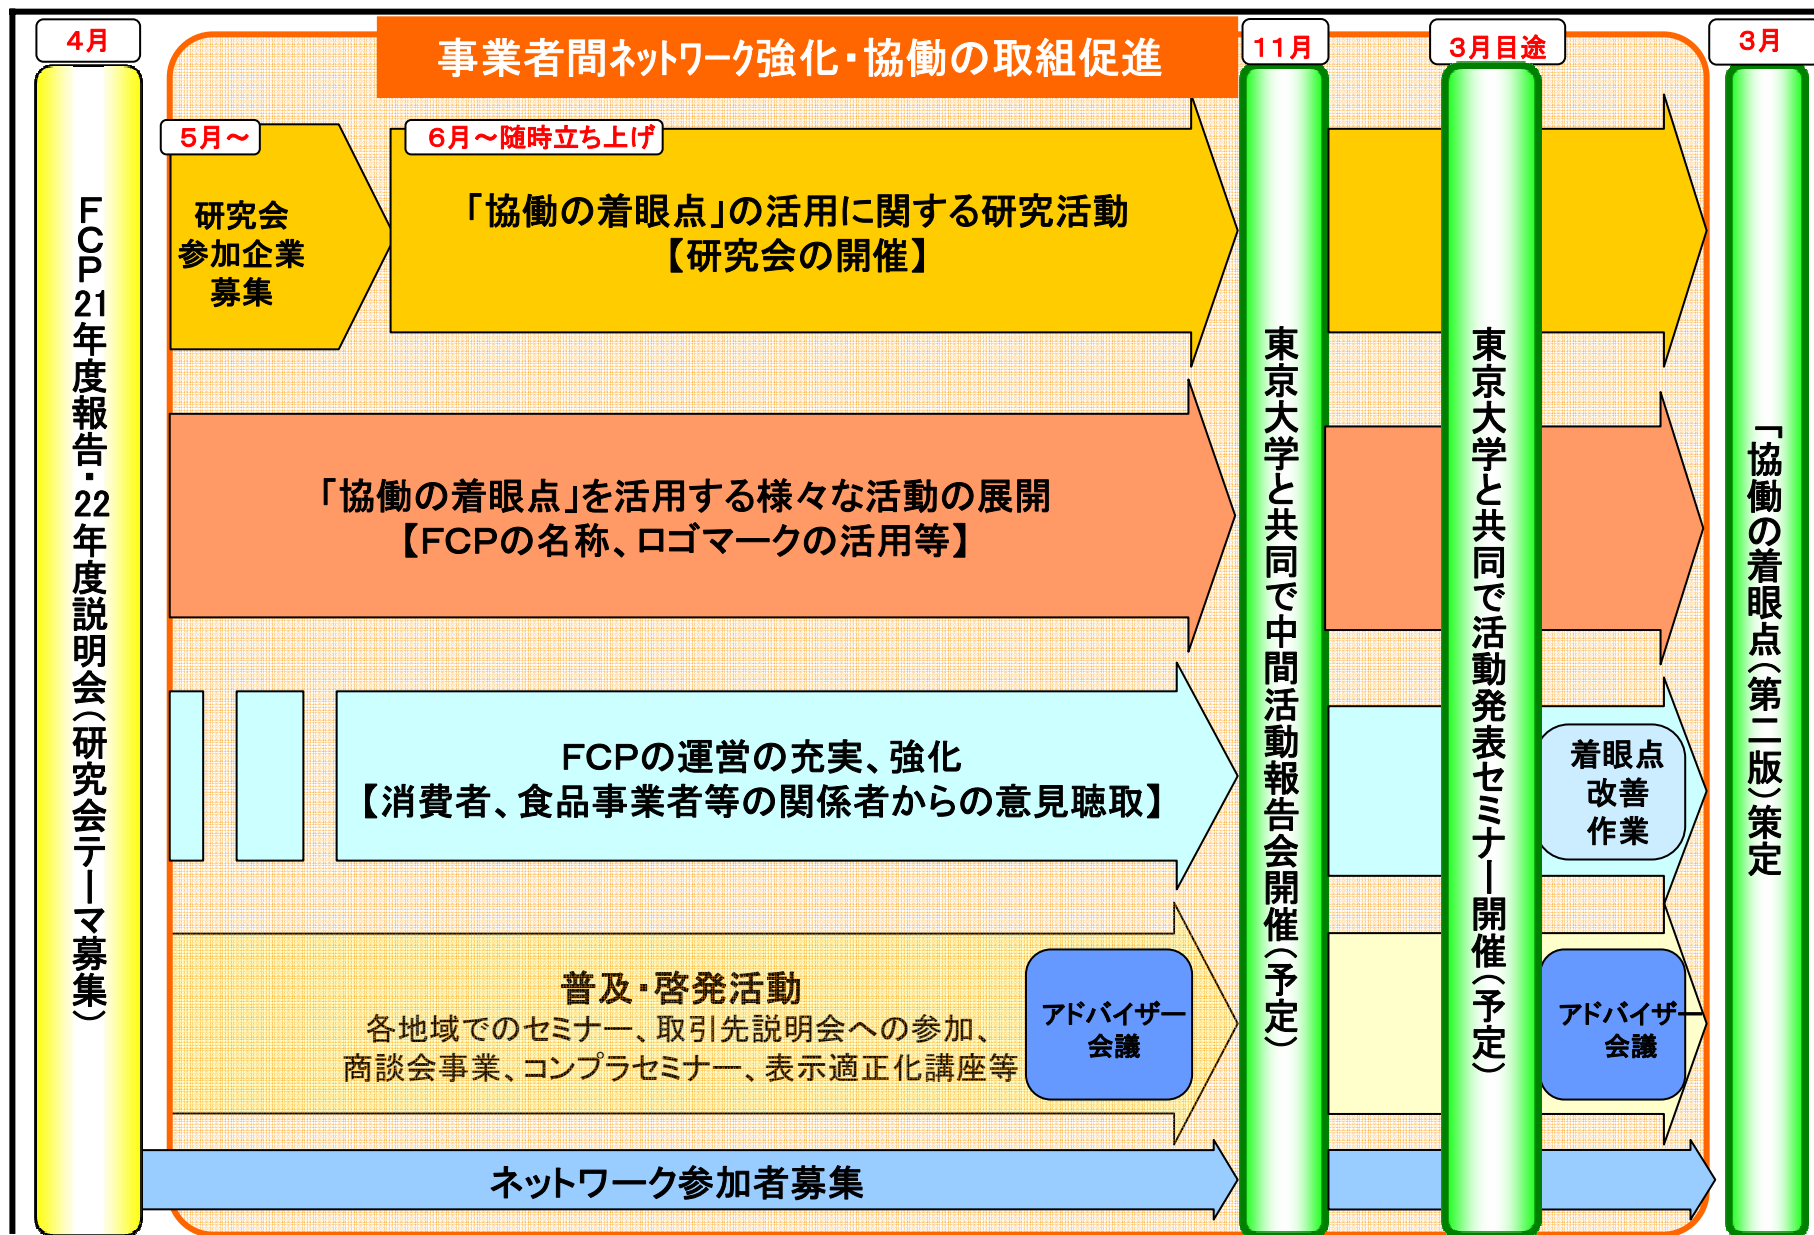 4月
事業者間ネットワーク強化・協働の取組促進
11月
3月目途
3月
5月～
6月～随時立ち上げ
FCP21年度報告・22年度説明会（研究会テーマ募集）
研究会
参加企業
募集
「協働の着眼点」の活用に関する研究活動
【研究会の開催】
「協働の着眼点」を活用する様々な活動の展開
【FCPの名称、ロゴマークの活用等】
FCPの運営の充実、強化
【消費者、食品事業者等の関係者からの意見聴取】
普及・啓発活動
各地域でのセミナー、取引先説明会への参加、
商談会事業、コンプラセミナー、表示適正化講座等
アドバイザー
会議
ネットワーク参加者募集
東京大学と共同で中間活動報告会開催（予定）
東京大学と共同で活動発表セミナー開催（予定）
着眼点
改善
作業
アドバイザー
会議
「協働の着眼点（第二版）策定